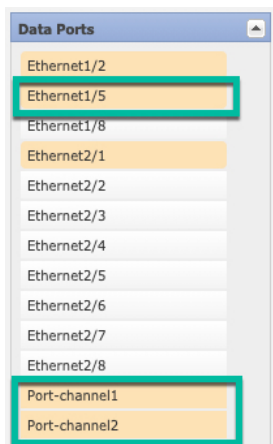 Data Ports
Ethernet1/2
Ethernet1/5
Ethernet1/8
Ethernet2/1
Ethernet2/2
Ethernet2/3
Ethernet2/4
Ethernet2/5
Ethernet2/6
Ethernet2/7
Ethernet2/8
Port-channel1
Port-channel2